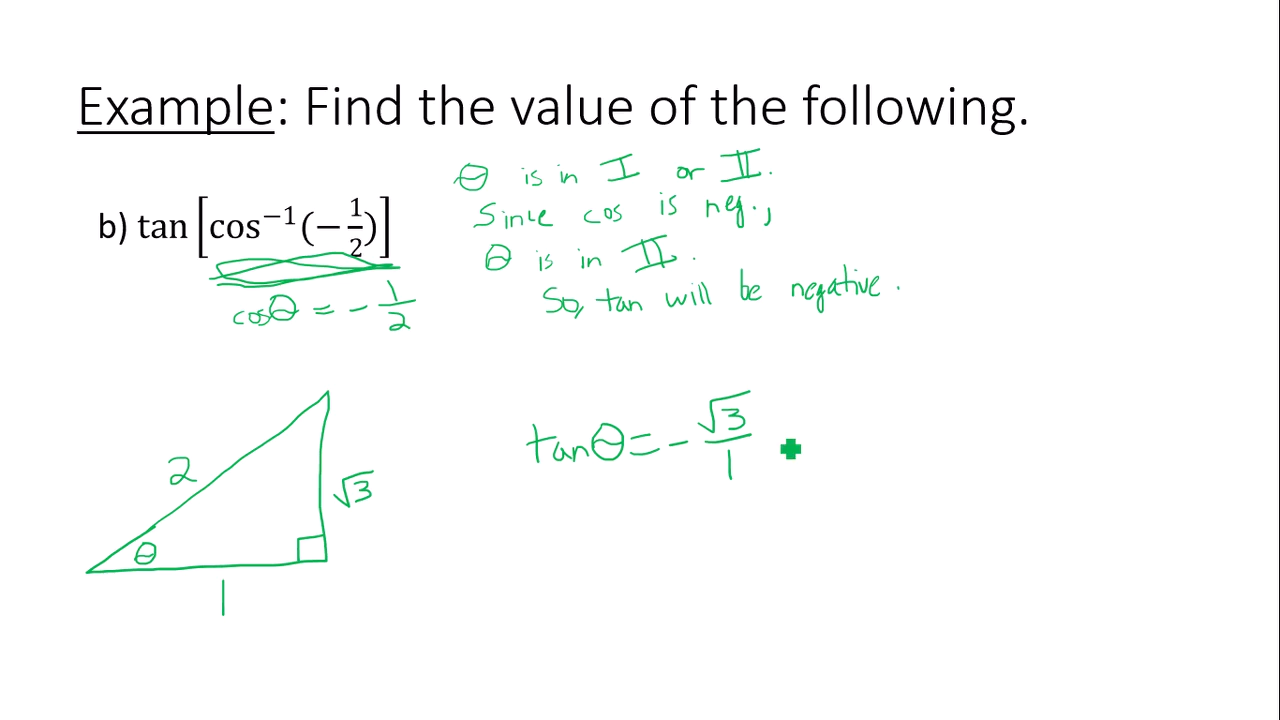 Example: Find the value of the following.
θ is in I or II.
Since cos is neg.,
b) tan [cos⁻¹(−1/2)]
θ is in II.
So, tan will be negative.
cosθ = − 1/2
2
√3
θ
1
tanθ = − √3/1